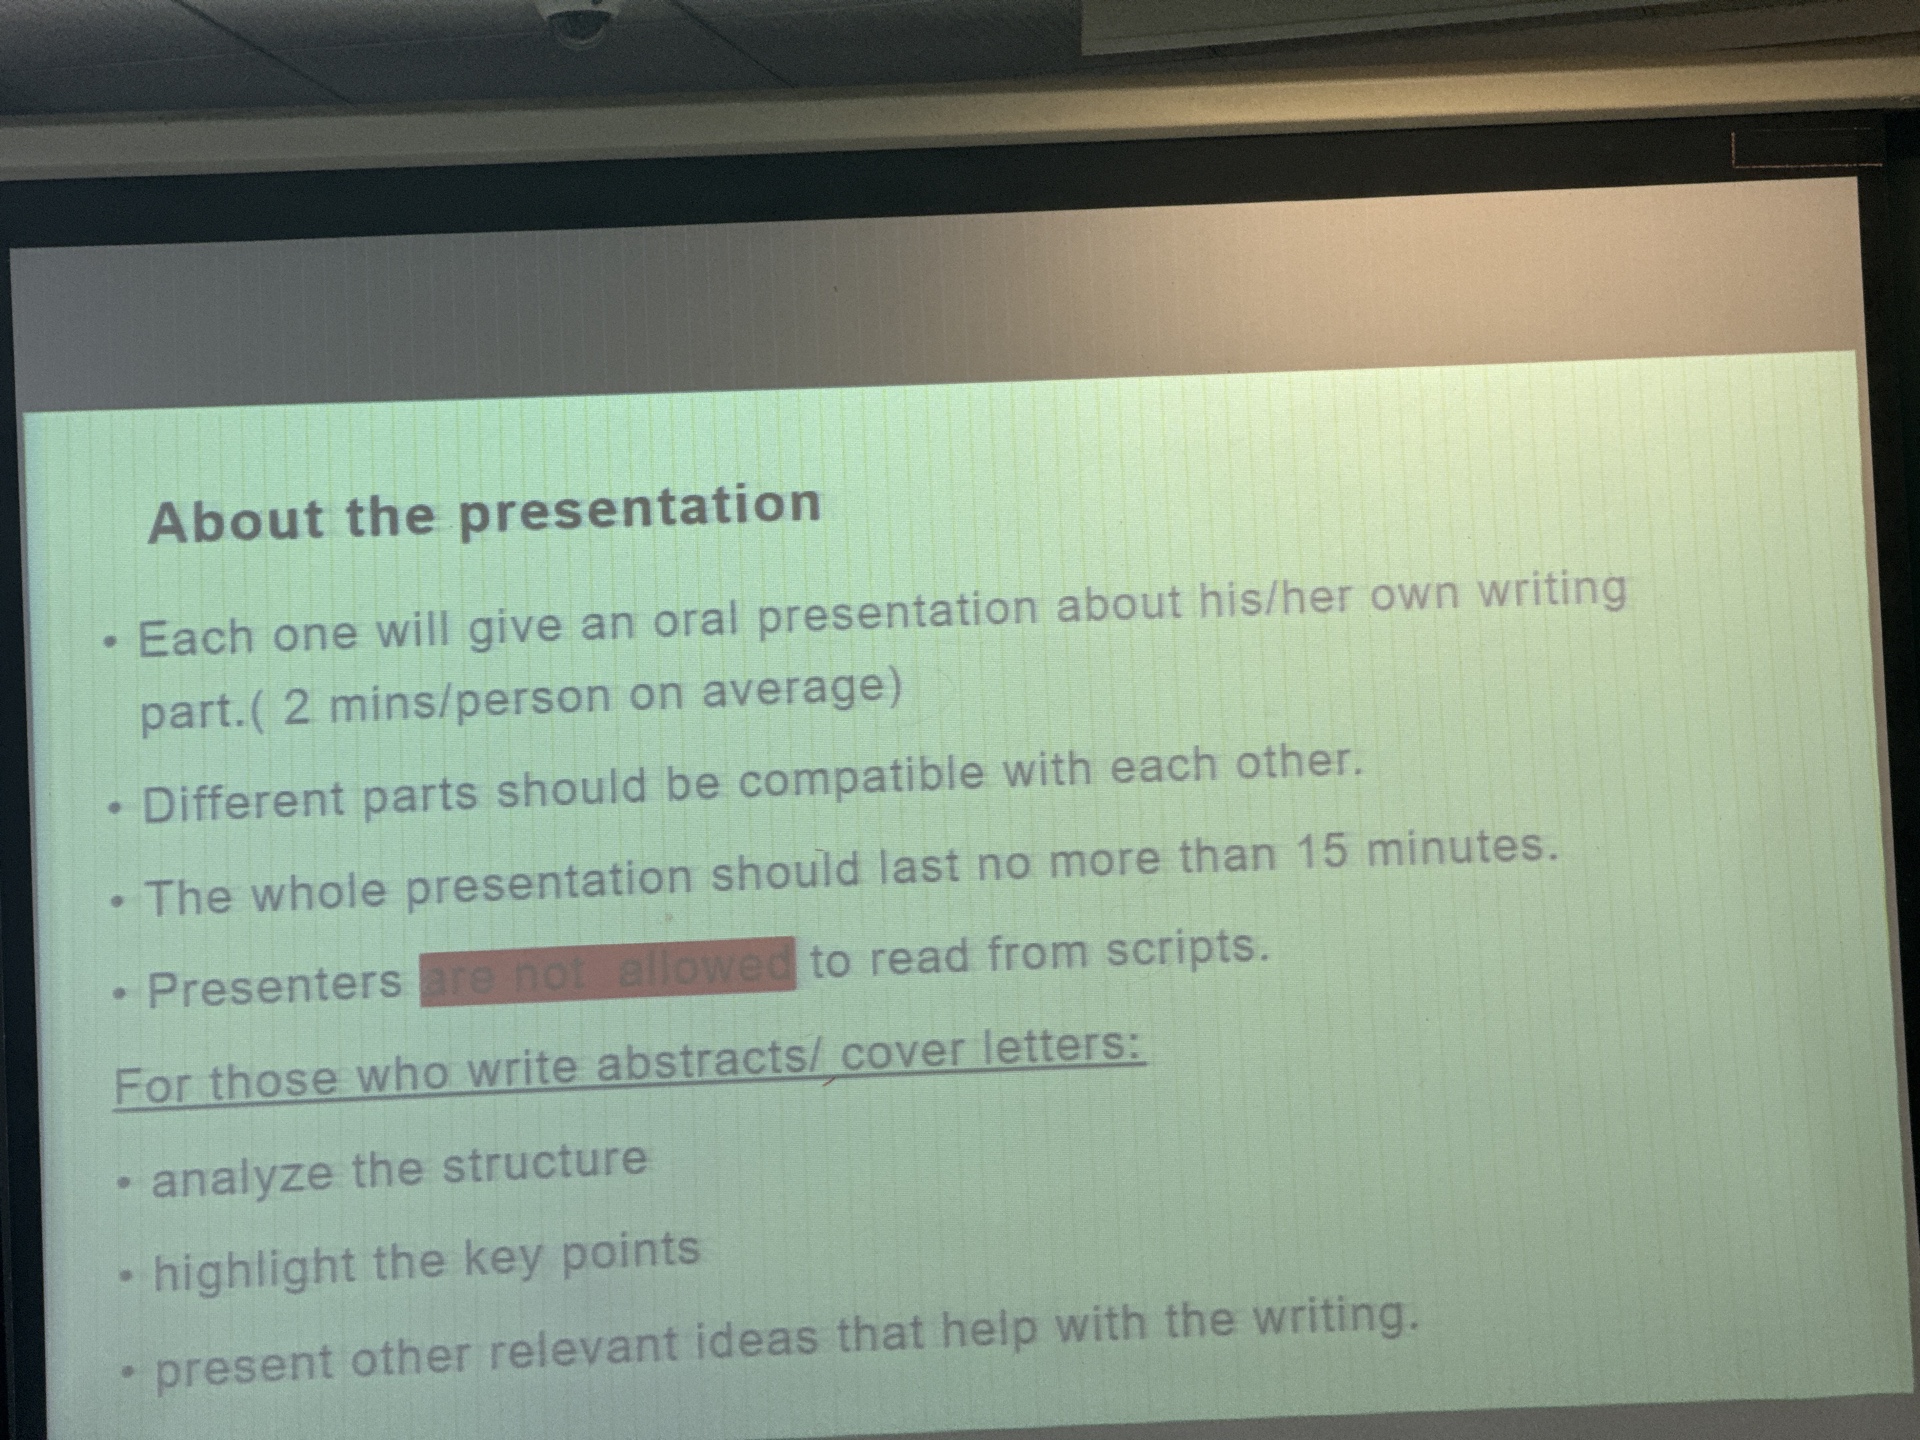 About the presentation
• Each one will give an oral presentation about his/her own writing
part.( 2 mins/person on average)
• Different parts should be compatible with each other.
• The whole presentation should last no more than 15 minutes.
• Presenters are not  allowed to read from scripts.
For those who write abstracts/ cover letters:
• analyze the structure
• highlight the key points
• present other relevant ideas that help with the writing.